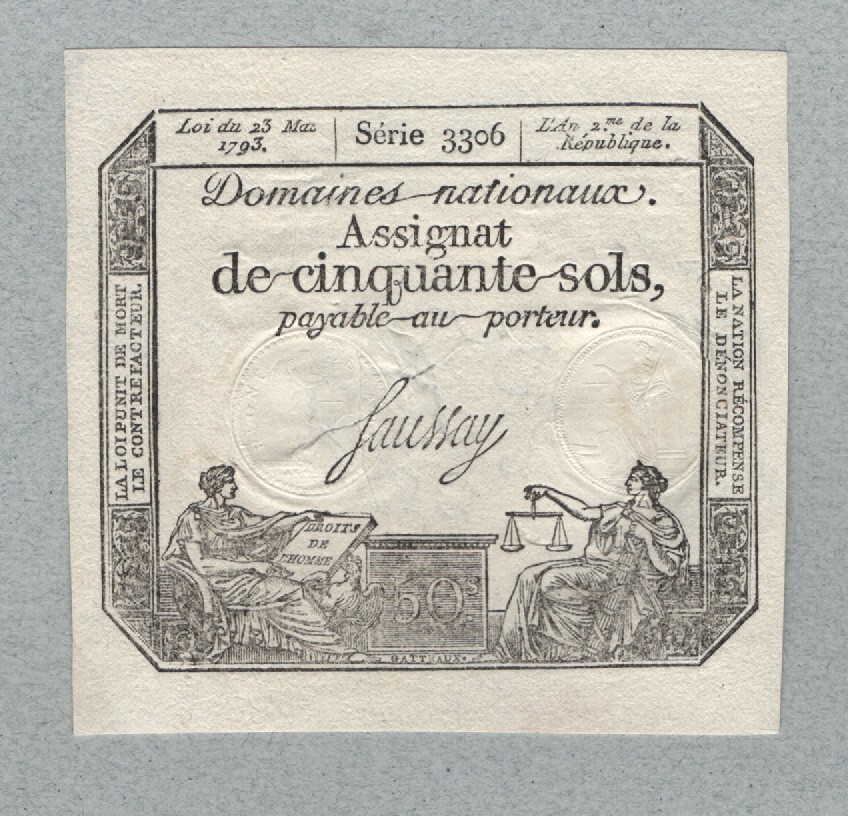 Loi du 23 Mai
1793.
Série 3306
L'An 2.me de la
République.
Domaines nationaux.
Assignat
de cinquante sols,
payable au porteur.
LA LOI PUNIT DE MORT
LE CONTREFACTEUR.
LA NATION RÉCOMPENSE
LE DÉNONCIATEUR.
Saussay
DROITS
DE
L'HOMME
50s
GATTEAUX.